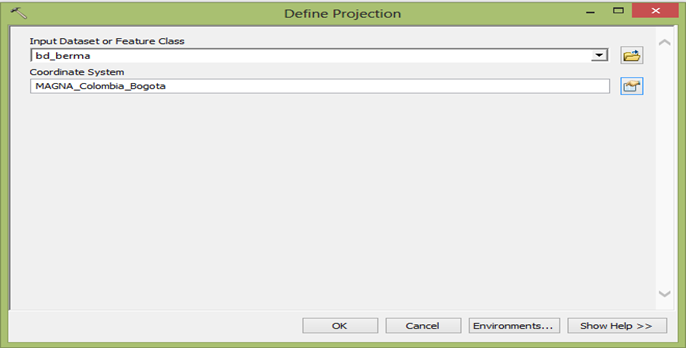 Define Projection
Input Dataset or Feature Class
bd_berma
Coordinate System
MAGNA_Colombia_Bogota
OK Cancel Environments... Show Help >>